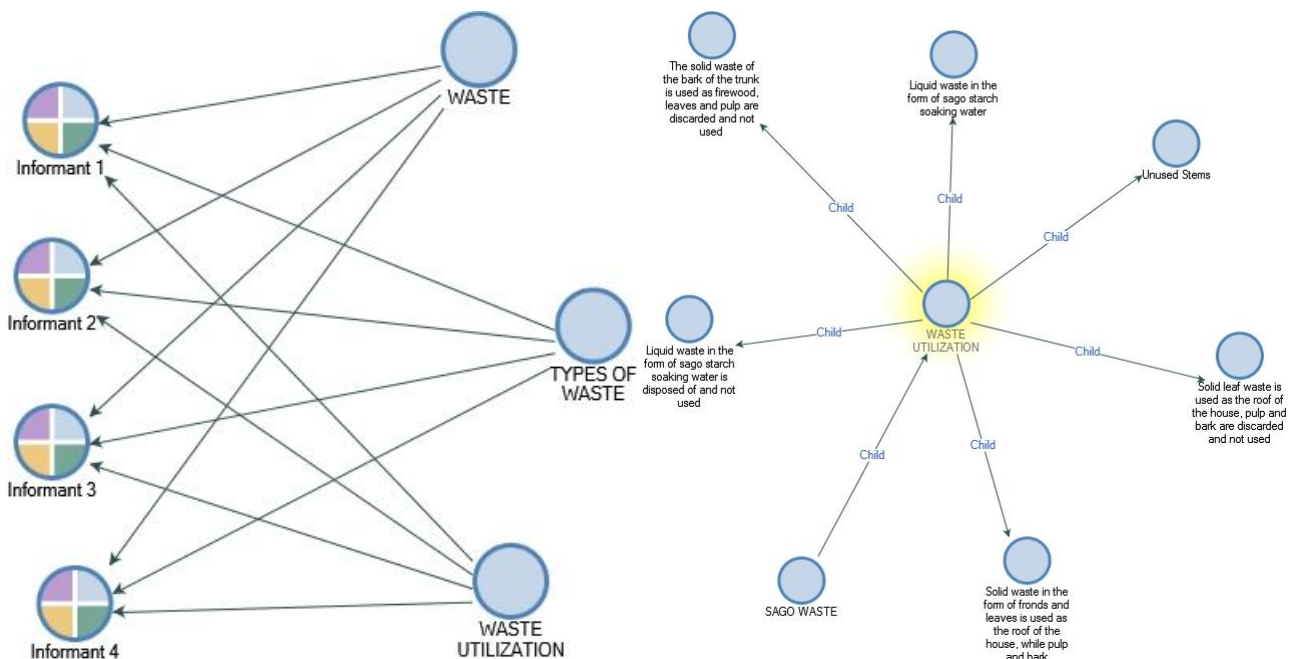 WASTE
Informant 1
Informant 2
TYPES OF
WASTE
Informant 3
WASTE
UTILIZATION
Informant 4
The solid waste of
the bark of the trunk
is used as firewood,
leaves and pulp are
discarded and not
used
Liquid waste in the
form of sago starch
soaking water
Unused Stems
Child
Child
Child
WASTE
UTILIZATION
Liquid waste in the
form of sago starch
soaking water is
disposed of and not
used
Child
Child
Solid leaf waste is
used as the roof of
the house, pulp and
bark are discarded
and not used
Child
Child
SAGO WASTE
Solid waste in the
form of fronds and
leaves is used as
the roof of the
house, while pulp
and bark